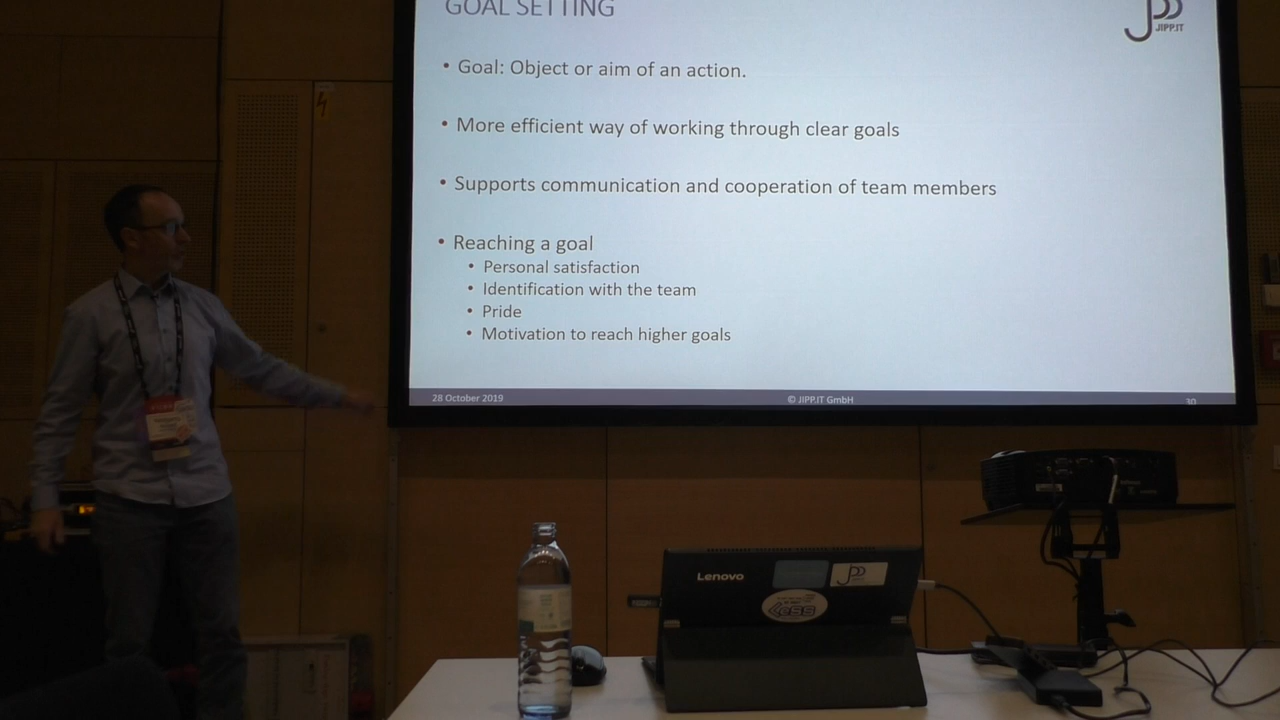 GOAL SETTING
JIPP.IT
• Goal: Object or aim of an action.
• More efficient way of working through clear goals
• Supports communication and cooperation of team members
• Reaching a goal
• Personal satisfaction
• Identification with the team
• Pride
• Motivation to reach higher goals
28 October 2019
© JIPP.IT GmbH
30
Lenovo
LeSS